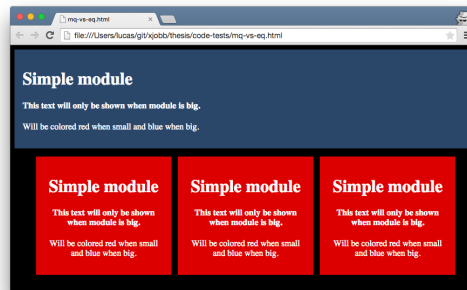 mq-vs-eq.html
file:///Users/lucas/git/xjobb/thesis/code-tests/mq-vs-eq.html
Simple module
This text will only be shown when module is big.
Will be colored red when small and blue when big.
Simple module
This text will only be shown
when module is big.
Will be colored red when small
and blue when big.
Simple module
This text will only be shown
when module is big.
Will be colored red when small
and blue when big.
Simple module
This text will only be shown
when module is big.
Will be colored red when small
and blue when big.